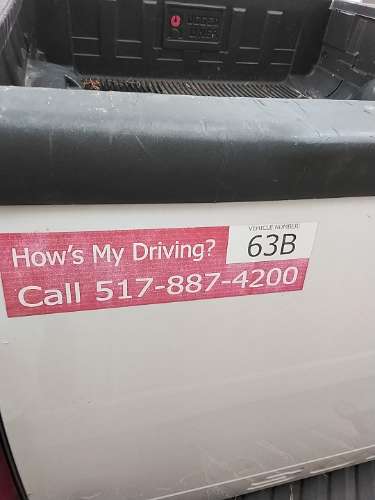 VEHICLE NUMBER:
How's My Driving?
63B
Call 517-887-4200